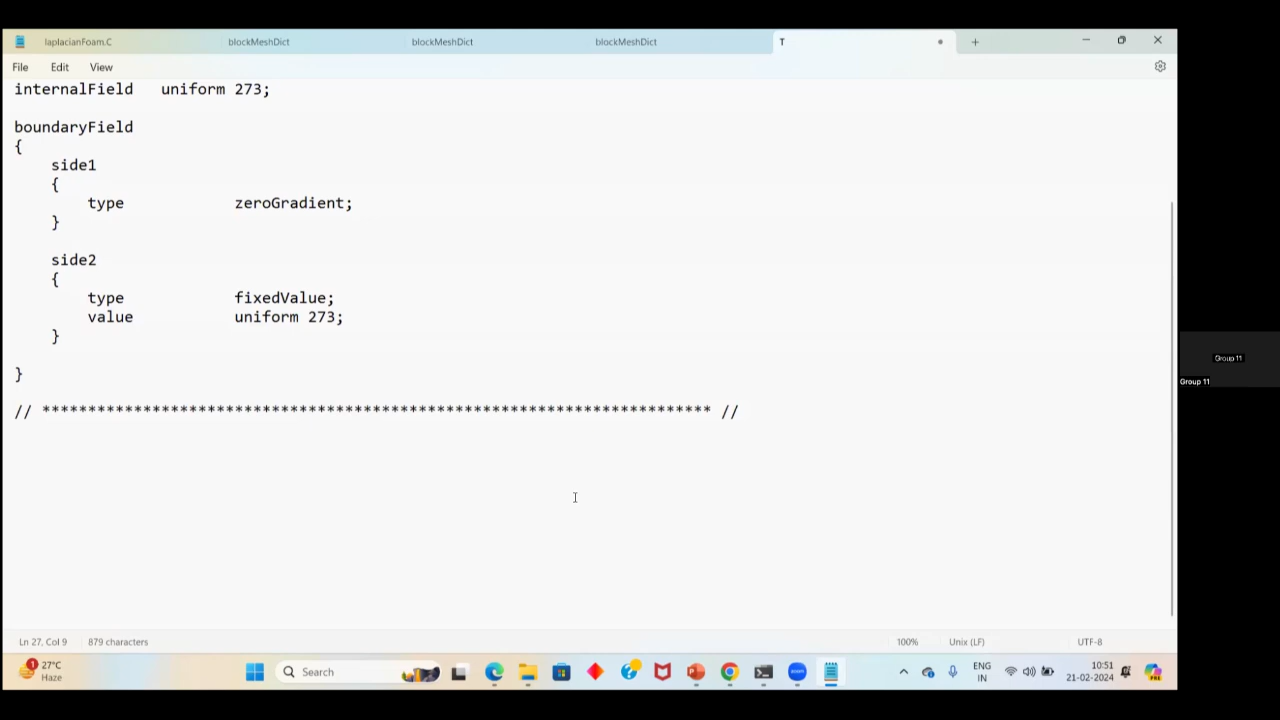 laplacianFoam.C blockMeshDict blockMeshDict blockMeshDict T
File Edit View
internalField uniform 273;
boundaryField
{
side1
{
type zeroGradient;
}
side2
{
type fixedValue;
value uniform 273;
}
}
// ************************************************************************* //
Group 11
Group 11
Ln 27, Col 9 879 characters 100% Unix (LF) UTF-8
1 27°C
Haze
Search
ENG
IN
10:51
21-02-2024